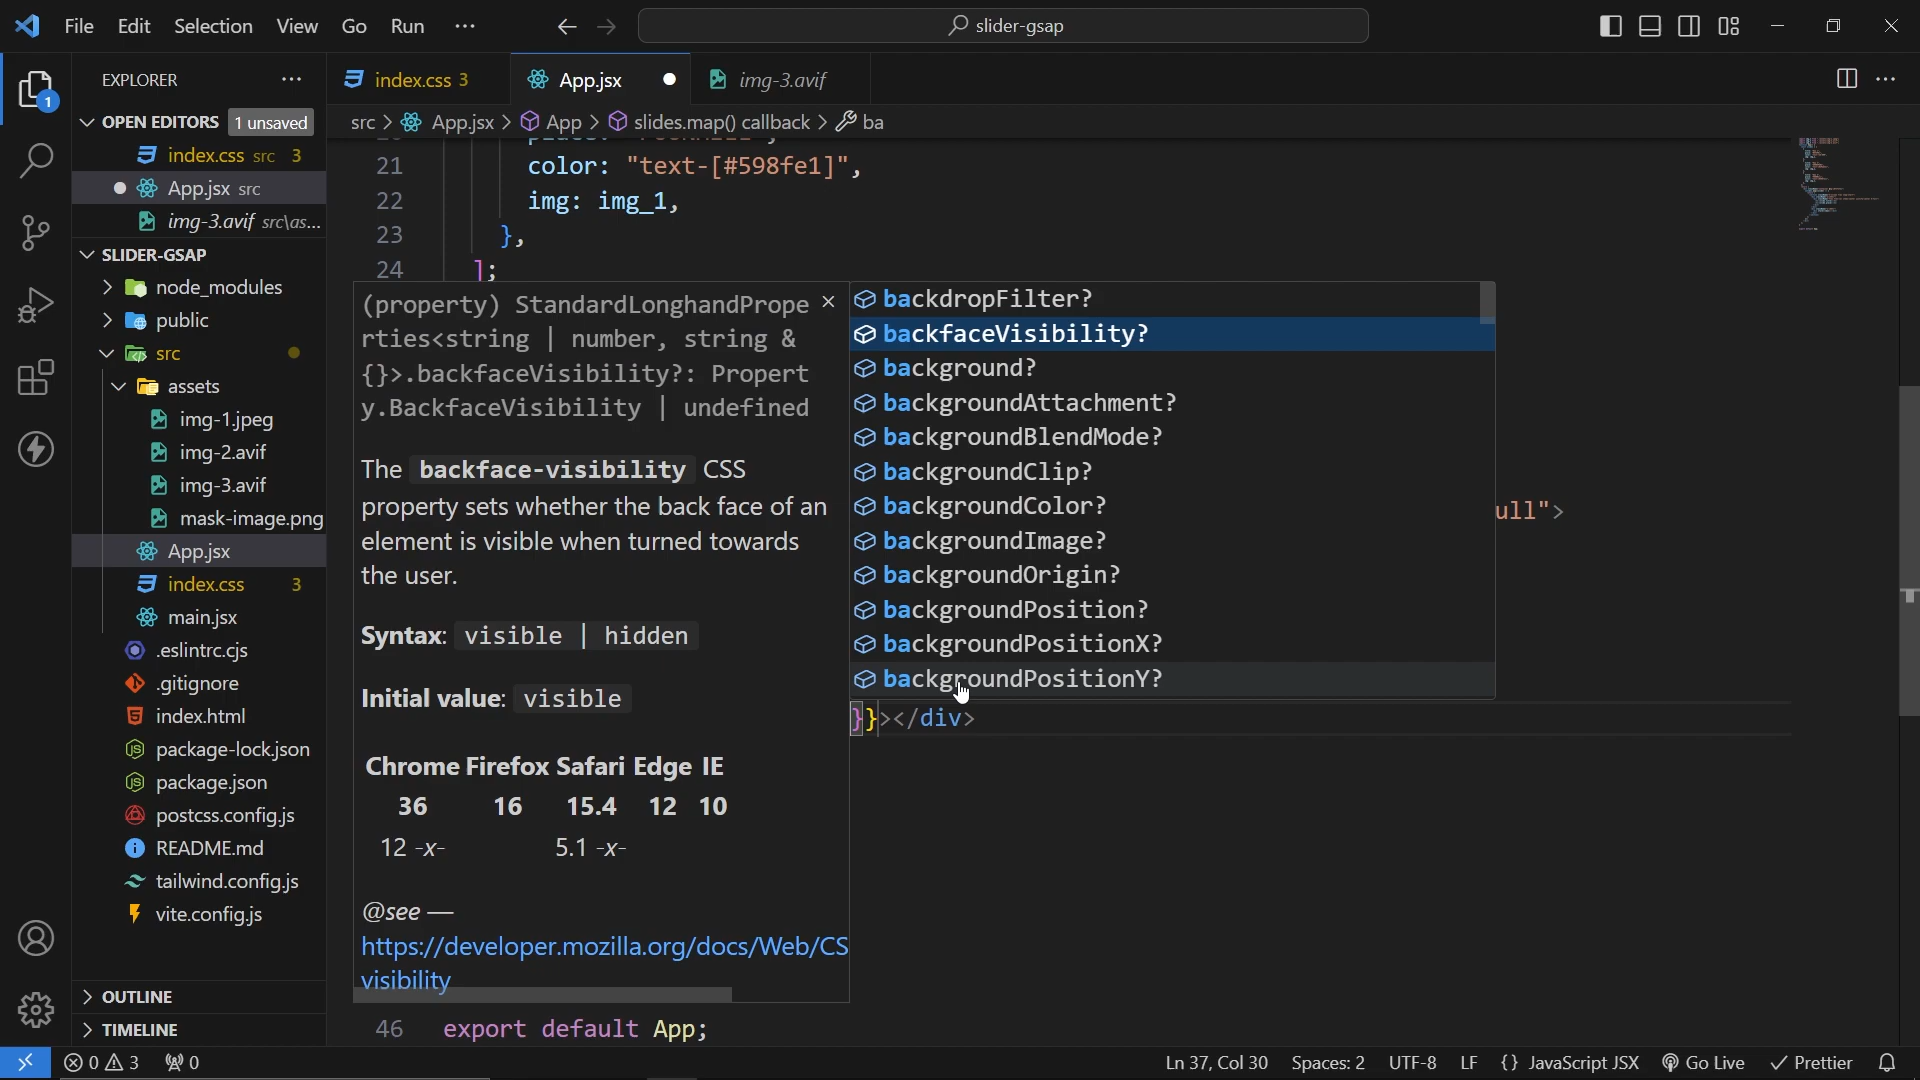 File Edit Selection View Go Run ···
slider-gsap
EXPLORER ···
index.css 3
App.jsx
img-3.avif
1
OPEN EDITORS 1 unsaved
index.css src 3
App.jsx src
img-3.avif src\as...
SLIDER-GSAP
node_modules
public
src
assets
img-1.jpeg
img-2.avif
img-3.avif
mask-image.png
App.jsx
index.css 3
main.jsx
.eslintrc.cjs
.gitignore
index.html
package-lock.json
package.json
postcss.config.js
README.md
tailwind.config.js
vite.config.js
OUTLINE
TIMELINE
src > App.jsx > App > slides.map() callback > ba
21 color: "text-[#598fe1]",
22 img: img_1,
23 },
24 ];
(property) StandardLonghandPrope
rties<string | number, string &
{}>.backfaceVisibility?: Propert
y.BackfaceVisibility | undefined
The backface-visibility CSS
property sets whether the back face of an
element is visible when turned towards
the user.
Syntax: visible | hidden
Initial value: visible
Chrome Firefox Safari Edge IE
36 16 15.4 12 10
12 -x- 5.1 -x-
@see —
https://developer.mozilla.org/docs/Web/CS
visibility
backdropFilter?
backfaceVisibility?
background?
backgroundAttachment?
backgroundBlendMode?
backgroundClip?
backgroundColor?
backgroundImage?
backgroundOrigin?
backgroundPosition?
backgroundPositionX?
backgroundPositionY?
ull">
}}></div>
46 export default App;
0 3 0
Ln 37, Col 30 Spaces: 2 UTF-8 LF {} JavaScript JSX Go Live Prettier